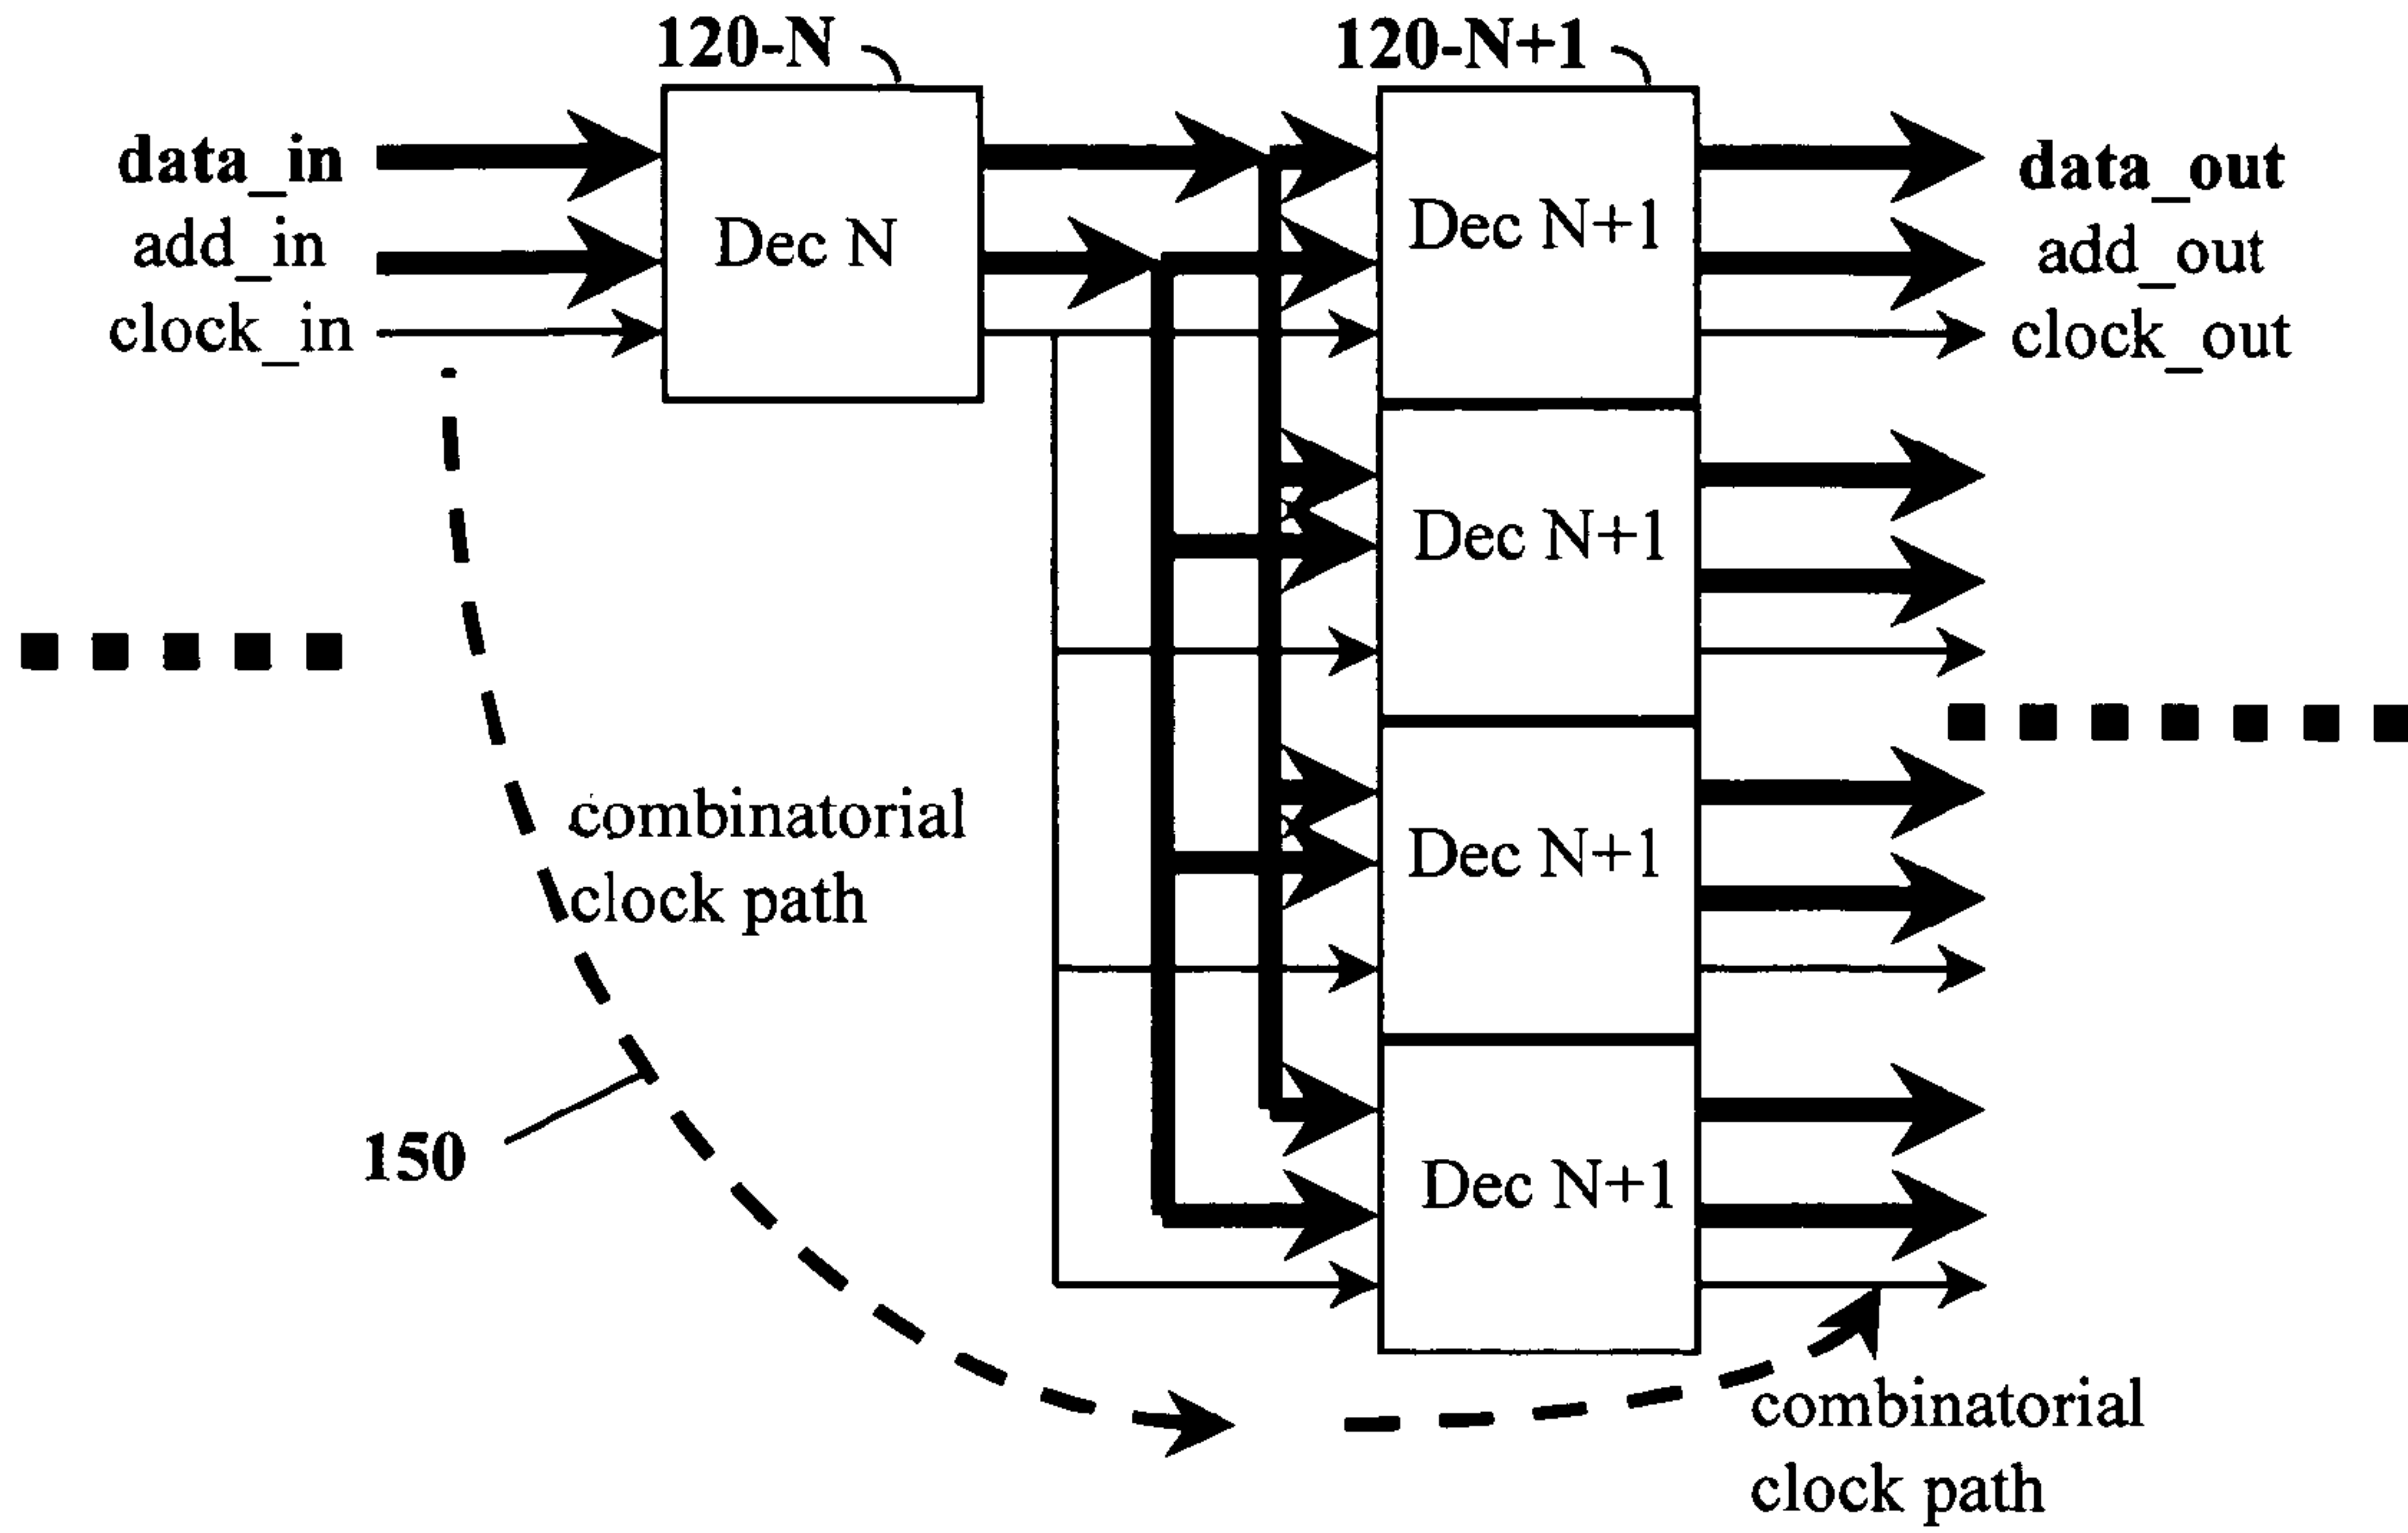 120-N
120-N+1
data_in
add_in
clock_in
Dec N
Dec N+1
data_out
add_out
clock_out
Dec N+1
combinatorial
clock path
Dec N+1
150
Dec N+1
combinatorial
clock path